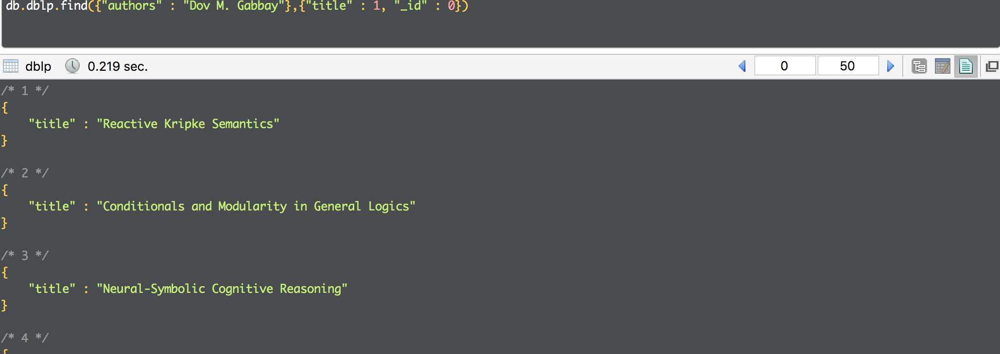 db.dblp.find({"authors" : "Dov M. Gabbay"},{"title" : 1, "_id" : 0})
dblp 0.219 sec. 0 50
/* 1 */
{
    "title" : "Reactive Kripke Semantics"
}
/* 2 */
{
    "title" : "Conditionals and Modularity in General Logics"
}
/* 3 */
{
    "title" : "Neural-Symbolic Cognitive Reasoning"
}
/* 4 */
{